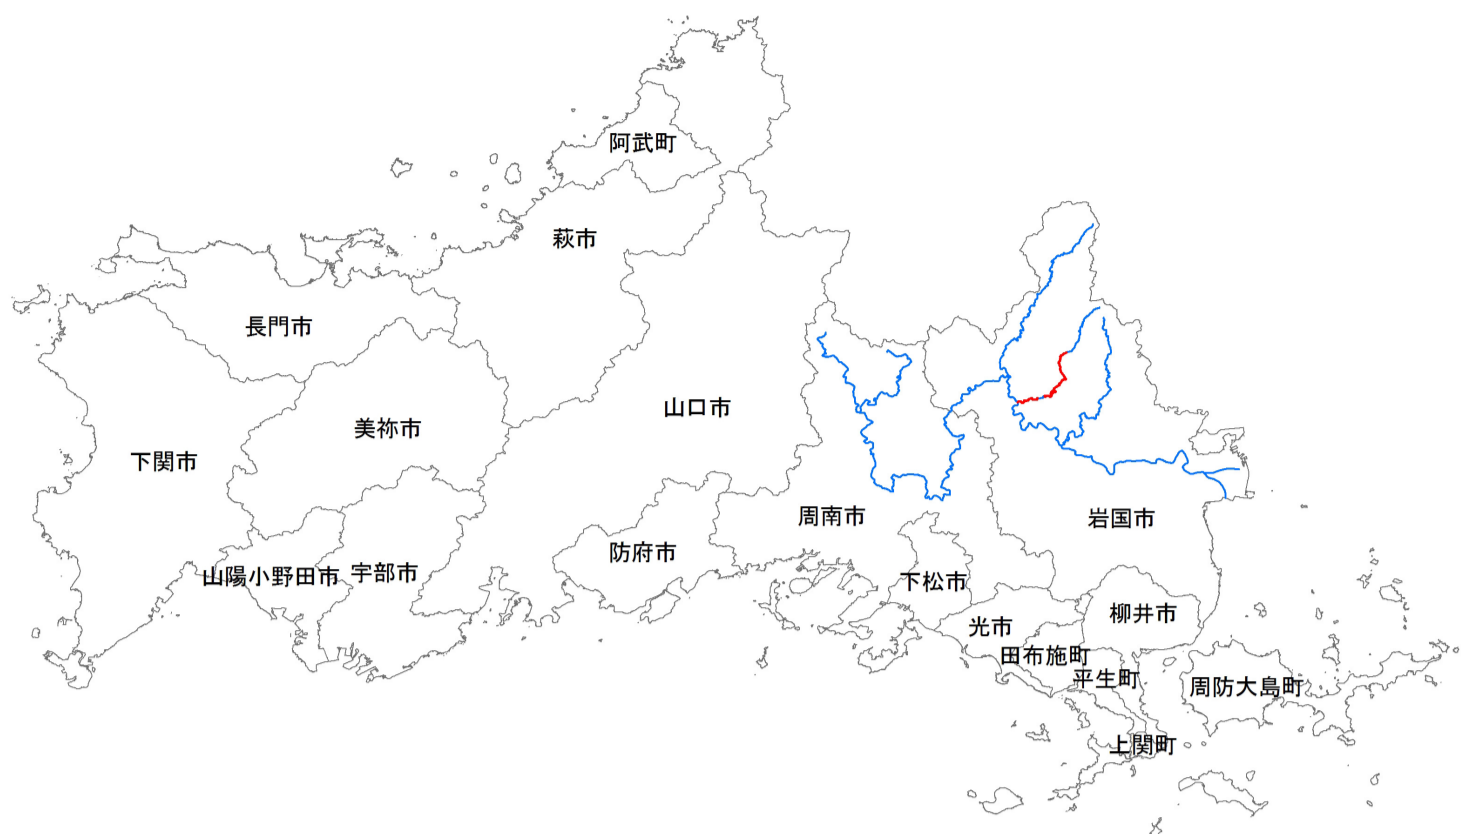 阿武町
萩市
長門市
山口市
美祢市
下関市
周南市
岩国市
防府市
山陽小野田市
宇部市
下松市
柳井市
光市
田布施町
平生町
周防大島町
上関町